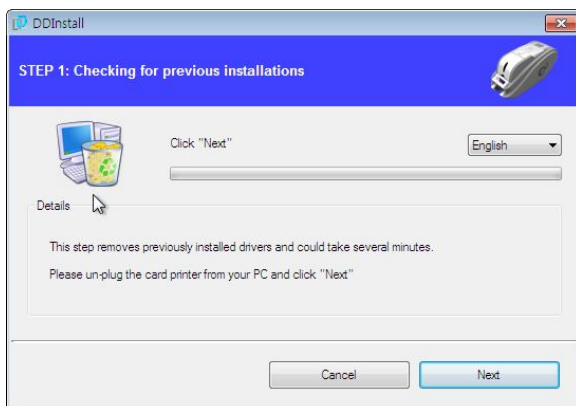 DDInstall
STEP 1: Checking for previous installations
Click "Next"
English
Details
This step removes previously installed drivers and could take several minutes.
Please un-plug the card printer from your PC and click "Next"
Cancel
Next